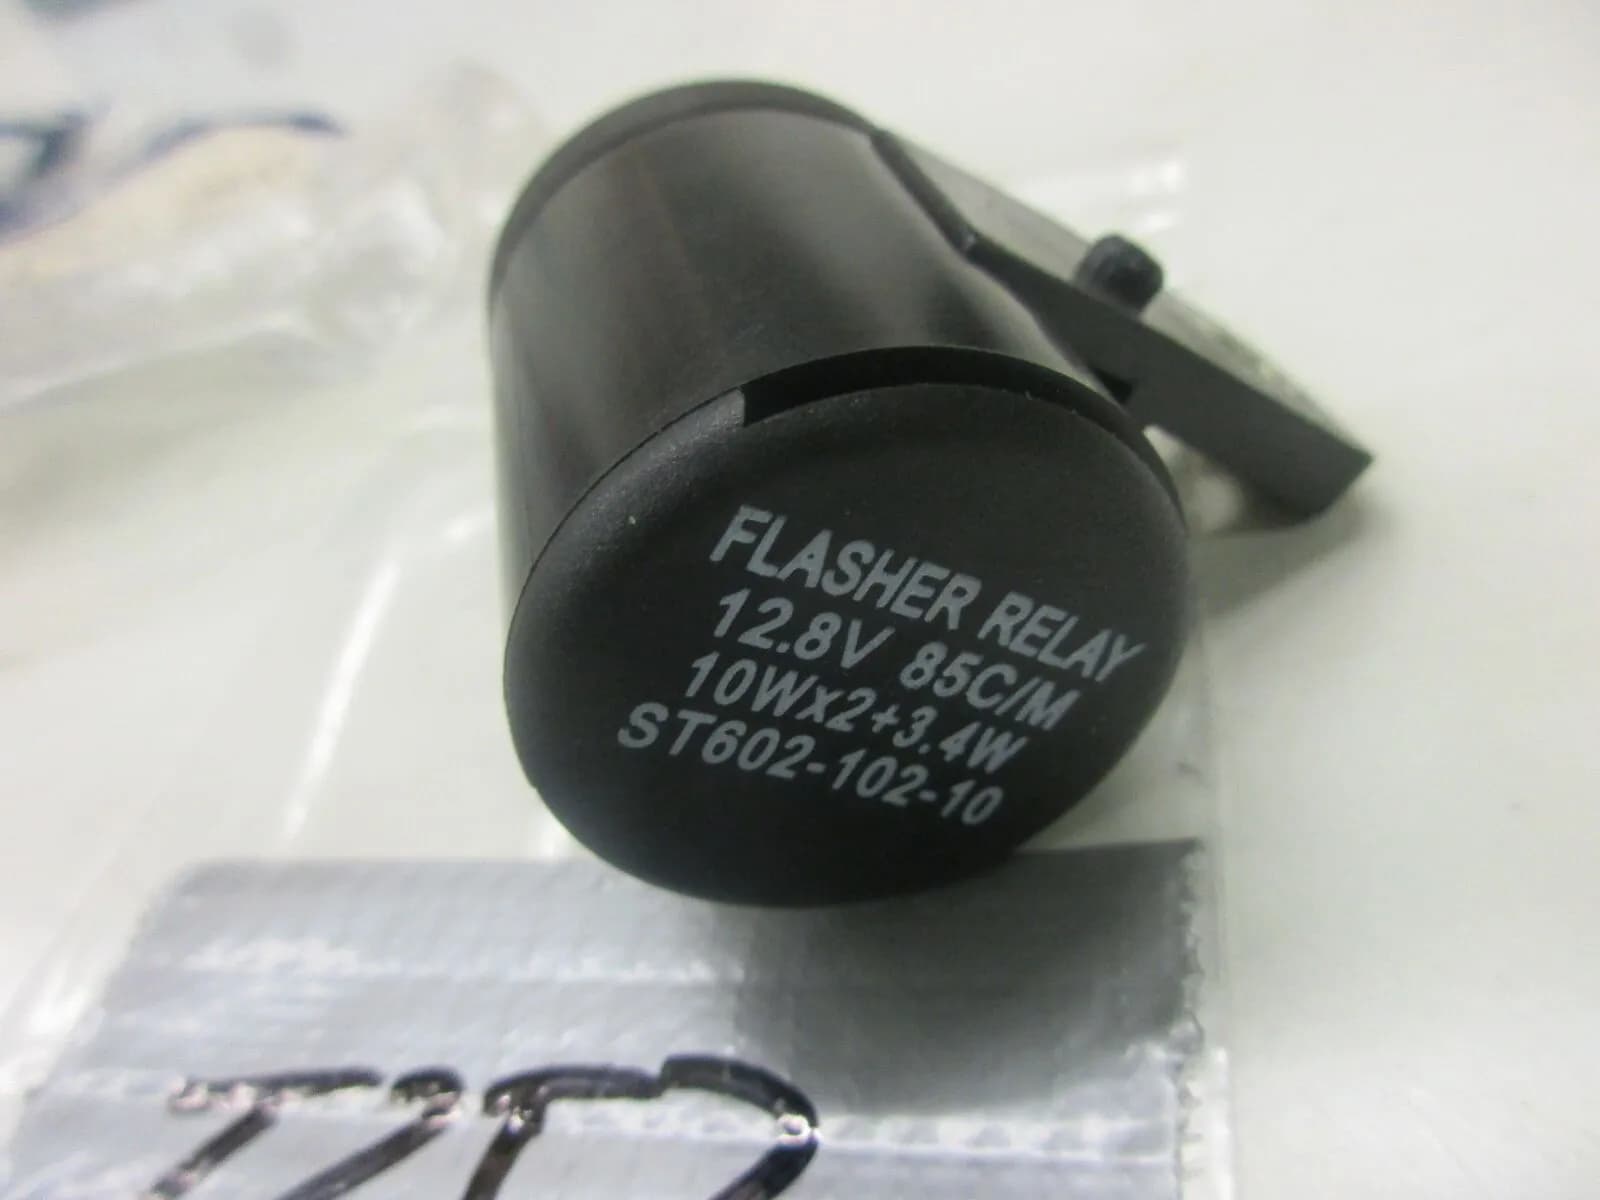 FLASHER RELAY
12.8V 85C/M
10Wx2+3.4W
ST602-102-10